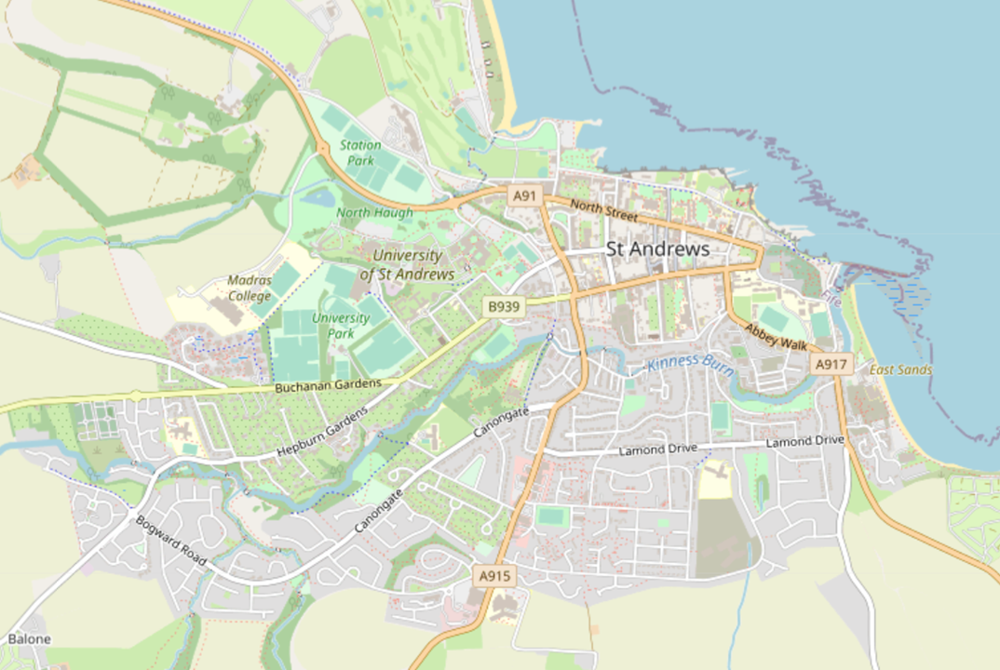 Station
Park
A91
North Street
North Haugh
St Andrews
University
of St Andrews
Madras
College
Fife
B939
University
Park
Abbey Walk
Kinness Burn
A917
East Sands
Buchanan Gardens
Canongate
Hepburn Gardens
Lamond Drive
Lamond Drive
Canongate
Bogward Road
A915
Balone